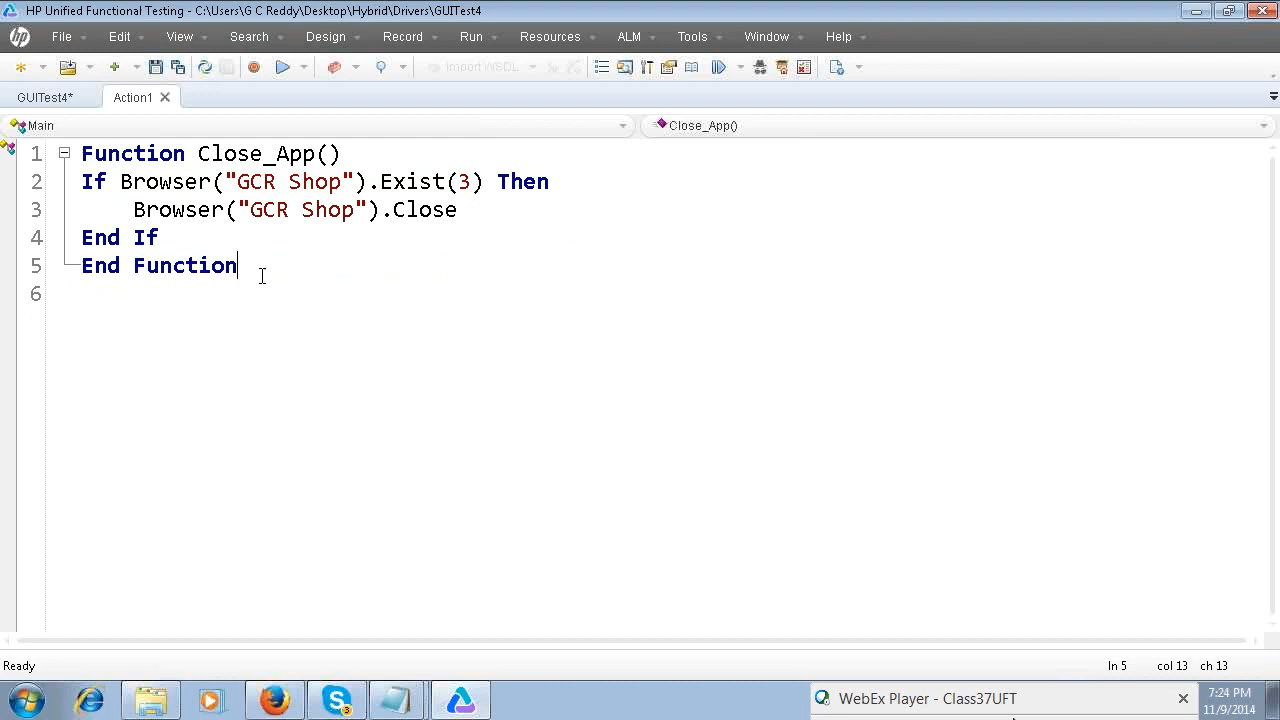 HP Unified Functional Testing - C:\Users\G C Reddy\Desktop\Hybrid\Drivers\GUITest4
hp File Edit View Search Design Record Run Resources ALM Tools Window Help
Import WSDL
GUITest4* Action1
Main Close_App()
1 Function Close_App()
2 If Browser("GCR Shop").Exist(3) Then
3 Browser("GCR Shop").Close
4 End If
5 End Function
6
Ready ln 5 col 13 ch 13
WebEx Player - Class37UFT 7:24 PM
11/9/2014